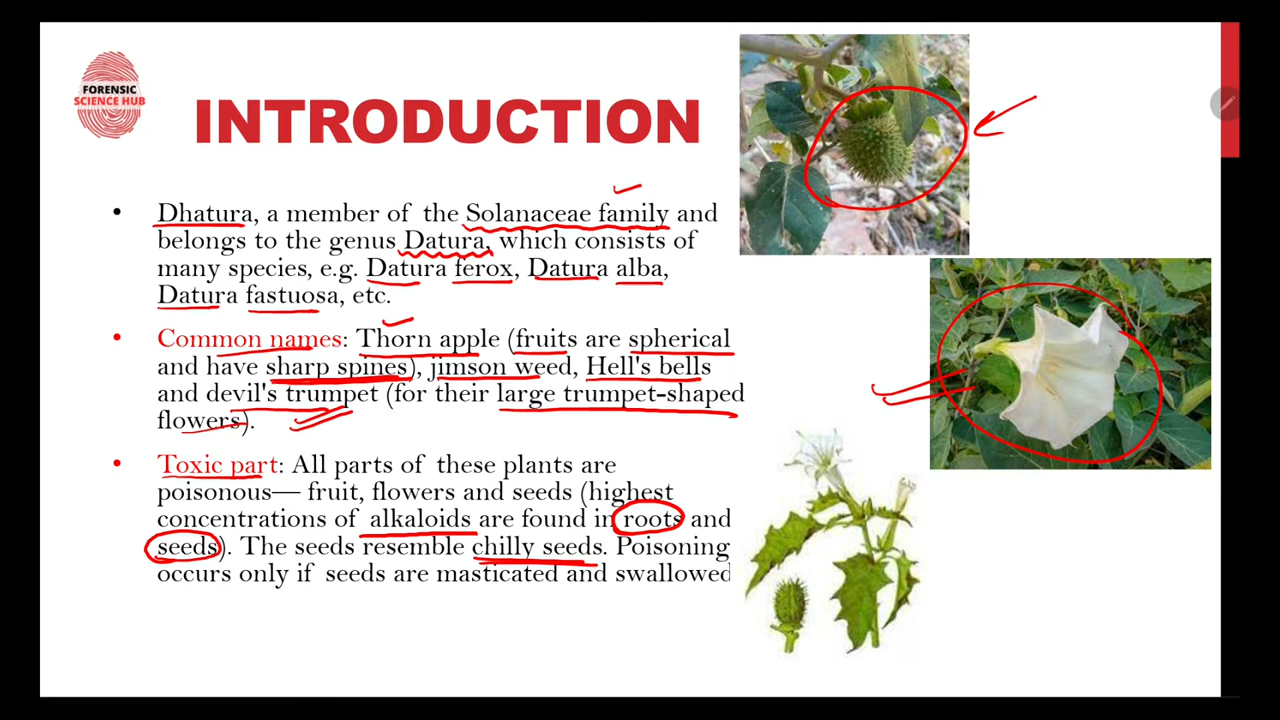 FORENSIC
SCIENCE HUB
INTRODUCTION
• Dhatura, a member of the Solanaceae family and
belongs to the genus Datura, which consists of
many species, e.g. Datura ferox, Datura alba,
Datura fastuosa, etc.
• Common names: Thorn apple (fruits are spherical
and have sharp spines), jimson weed, Hell's bells
and devil's trumpet (for their large trumpet-shaped
flowers).
• Toxic part: All parts of these plants are
poisonous— fruit, flowers and seeds (highest
concentrations of alkaloids are found in roots and
seeds). The seeds resemble chilly seeds. Poisoning
occurs only if seeds are masticated and swallowed